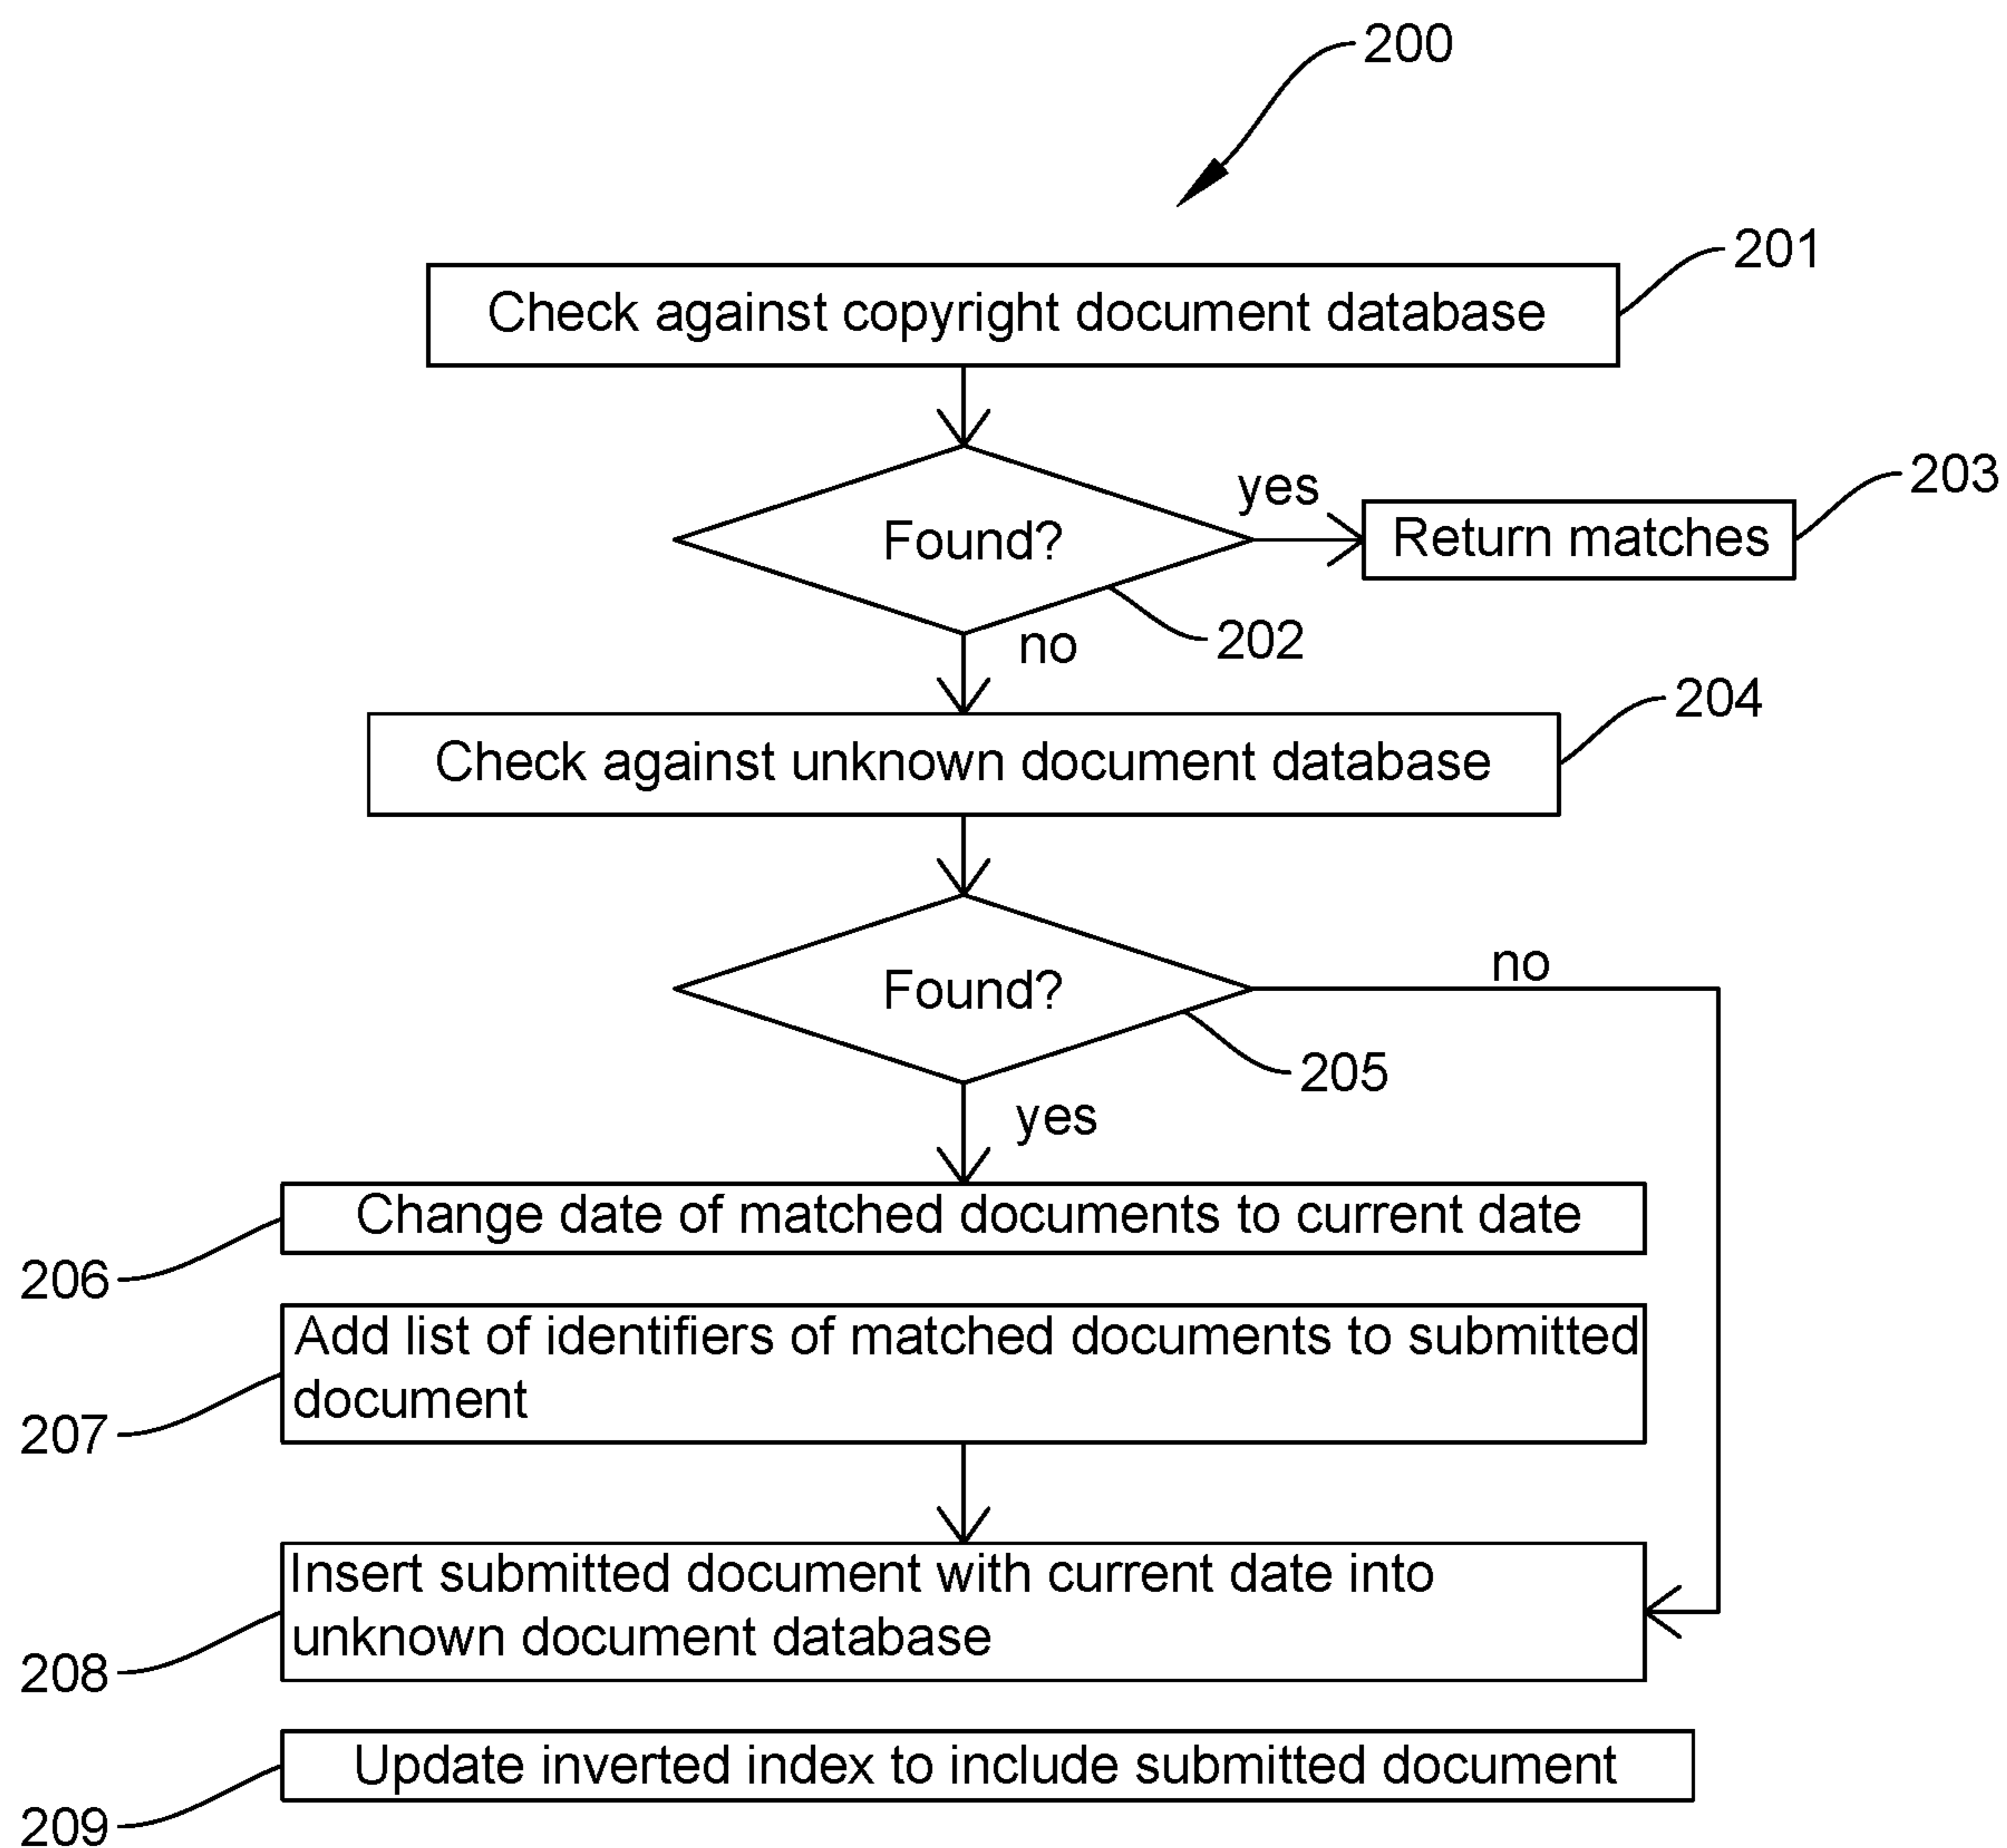 200
201
Check against copyright document database
yes
203
Found?
Return matches
202
no
204
Check against unknown document database
no
Found?
205
yes
Change date of matched documents to current date
206
Add list of identifiers of matched documents to submitted
document
207
Insert submitted document with current date into
unknown document database
208
Update inverted index to include submitted document
209